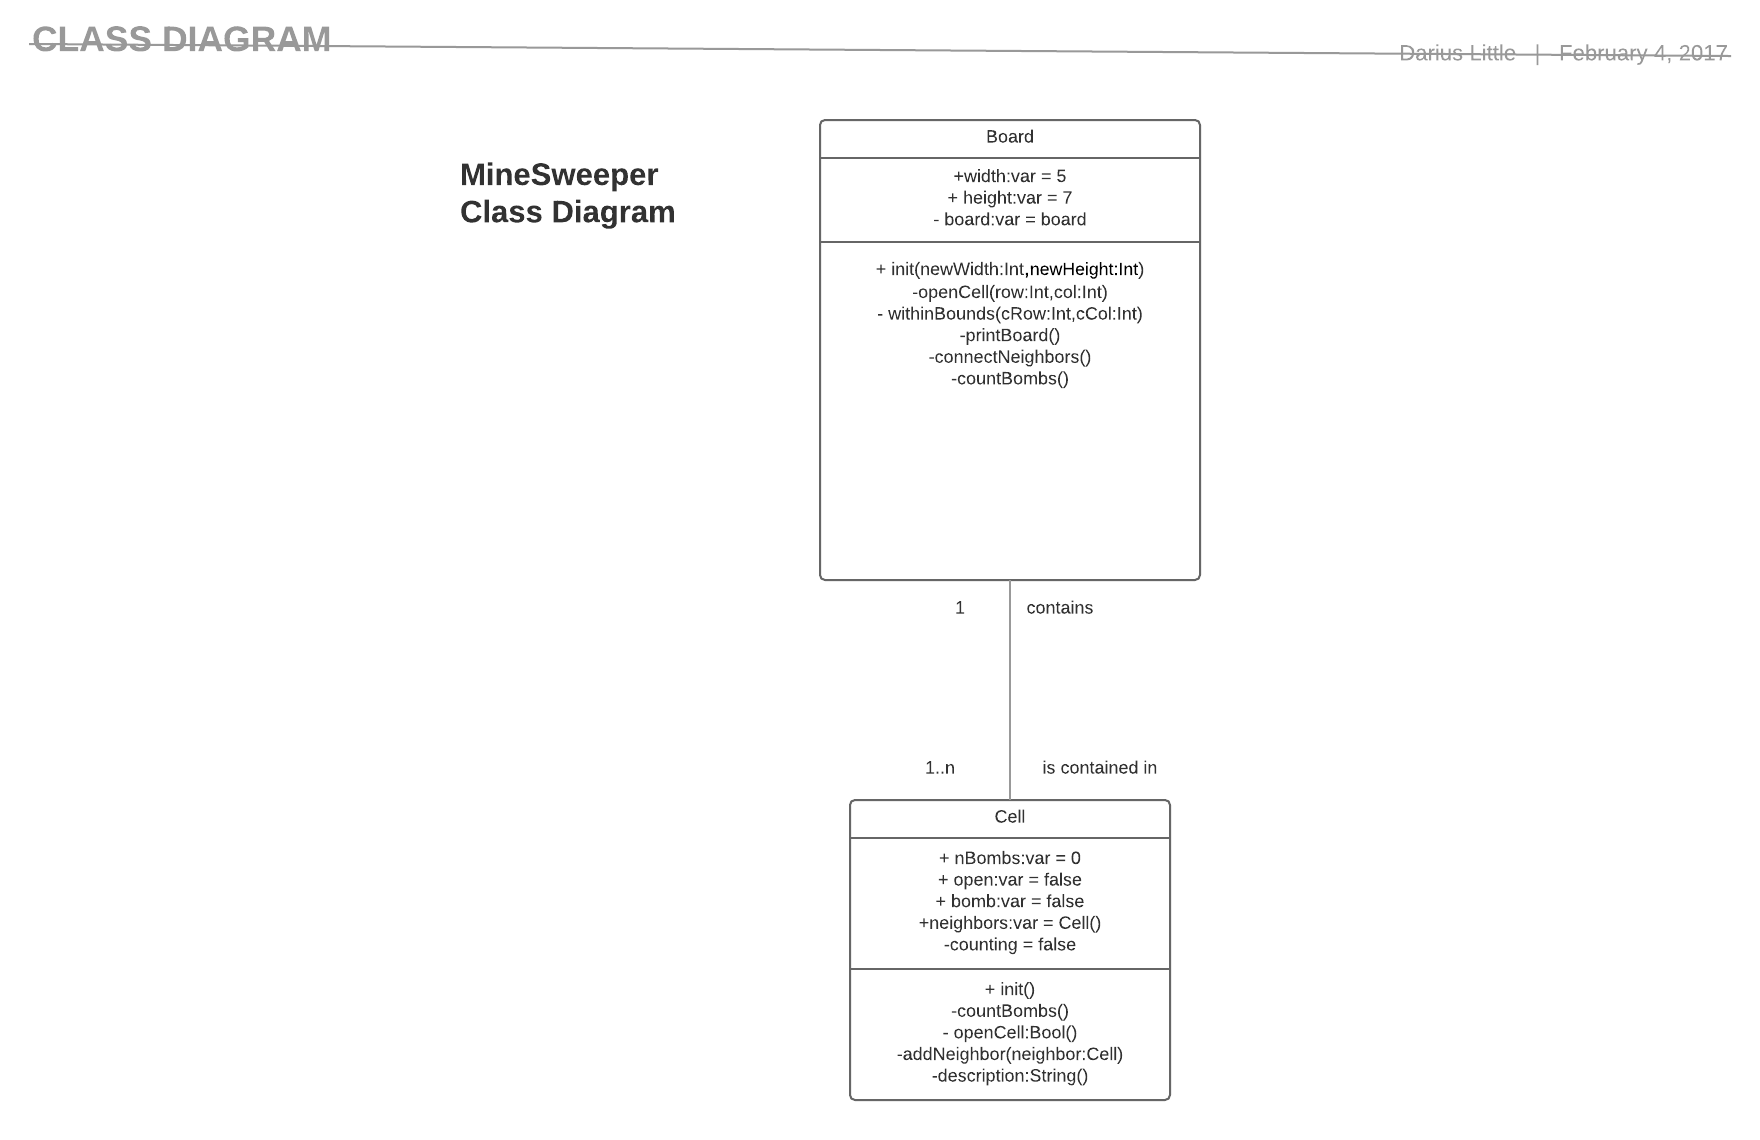 CLASS DIAGRAM
Darius Little | February 4, 2017
MineSweeper
Class Diagram
Board
+width:var = 5
+ height:var = 7
- board:var = board
+ init(newWidth:Int,newHeight:Int)
-openCell(row:Int,col:Int)
- withinBounds(cRow:Int,cCol:Int)
-printBoard()
-connectNeighbors()
-countBombs()
1 contains
1..n is contained in
Cell
+ nBombs:var = 0
+ open:var = false
+ bomb:var = false
+neighbors:var = Cell()
-counting = false
+ init()
-countBombs()
- openCell:Bool()
-addNeighbor(neighbor:Cell)
-description:String()